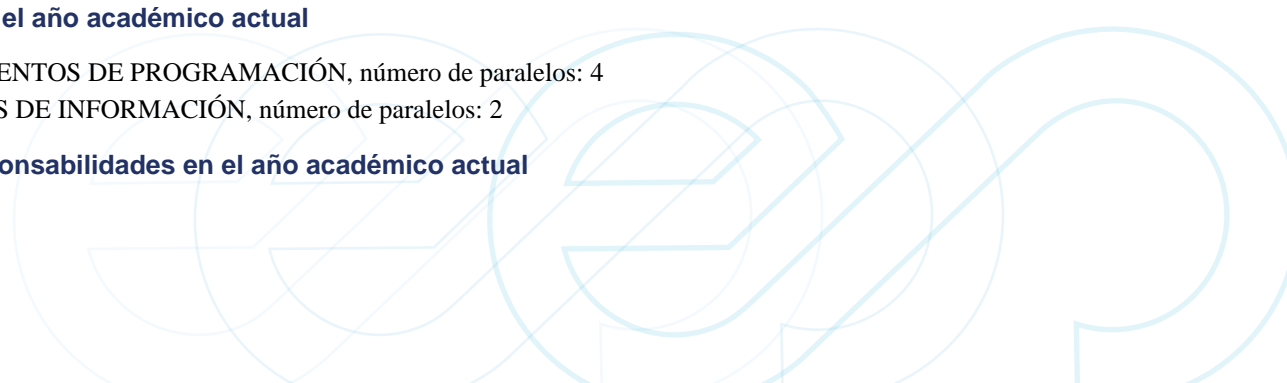 el año académico actual
ENTOS DE PROGRAMACIÓN, número de paralelos: 4
S DE INFORMACIÓN, número de paralelos: 2
onsabilidades en el año académico actual